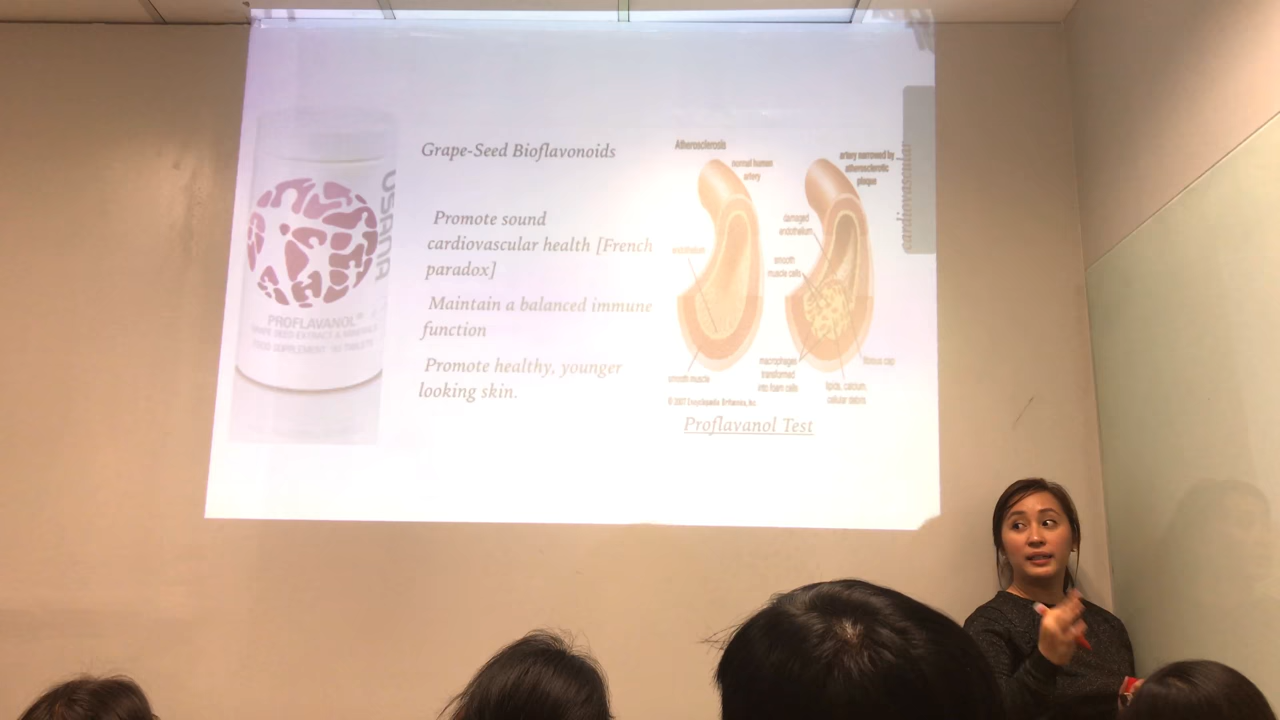 USANA
PROFLAVANOL
GRAPE SEED EXTRACT & MINERALS
FOOD SUPPLEMENT 60 TABLETS
Grape-Seed Bioflavonoids
Promote sound
cardiovascular health [French
paradox]
Maintain a balanced immune
function
Promote healthy, younger
looking skin.
Atherosclerosis
normal human
artery
endothelium
smooth muscle
artery narrowed by
atherosclerotic
plaque
damaged
endothelium
smooth
muscle cells
macrophages
transformed
into foam cells
lipids, calcium,
cellular debris
fibrous cap
© 2007 Encyclopædia Britannica, Inc.
Proflavanol Test
cardiovascular